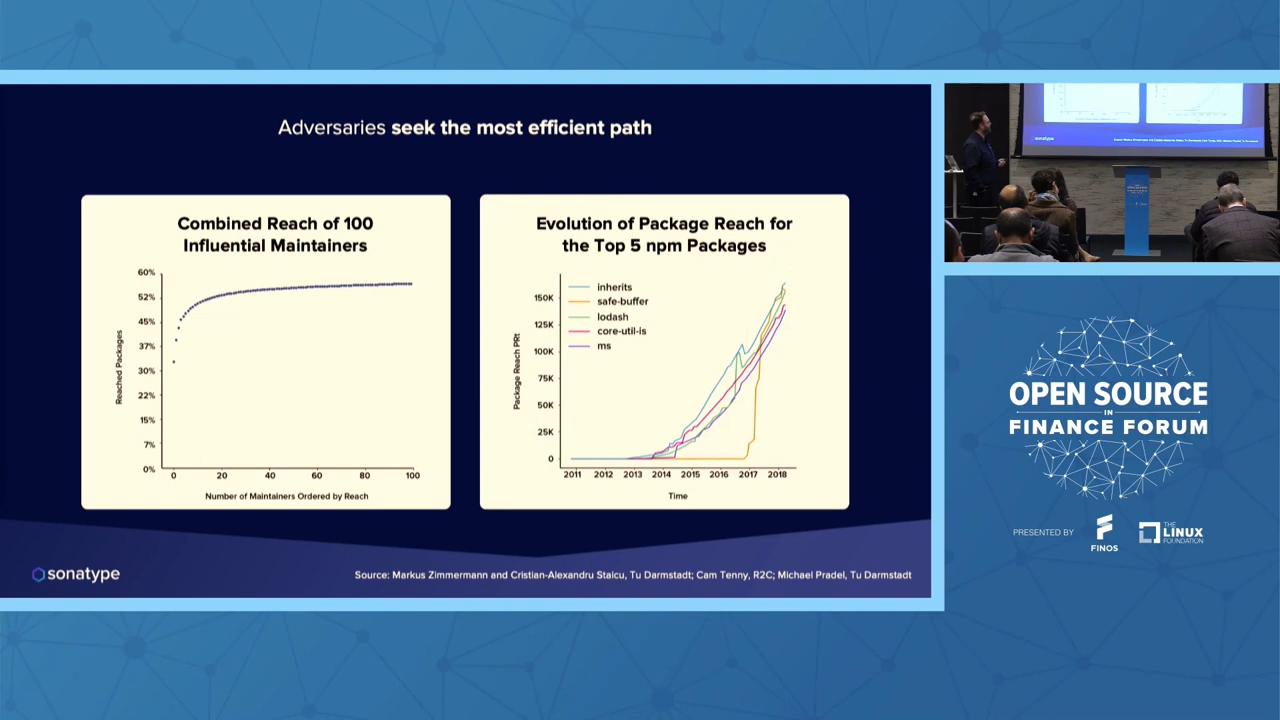 Adversaries seek the most efficient path
Combined Reach of 100
Influential Maintainers
60%
52%
45%
37%
30%
22%
15%
7%
0%
Reached Packages
0 20 40 60 80 100
Number of Maintainers Ordered by Reach
Evolution of Package Reach for
the Top 5 npm Packages
inherits
safe-buffer
lodash
core-util-is
ms
150K
125K
100K
75K
50K
25K
0
Package Reach PRt
2011 2012 2013 2014 2015 2016 2017 2018
Time
sonatype
Source: Markus Zimmermann and Cristian-Alexandru Staicu, Tu Darmstadt; Cam Tenny, R2C; Michael Pradel, Tu Darmstadt
sonatype
OPEN SOURCE
IN
FINANCE FORUM
PRESENTED BY
FINOS
THE
LINUX
FOUNDATION